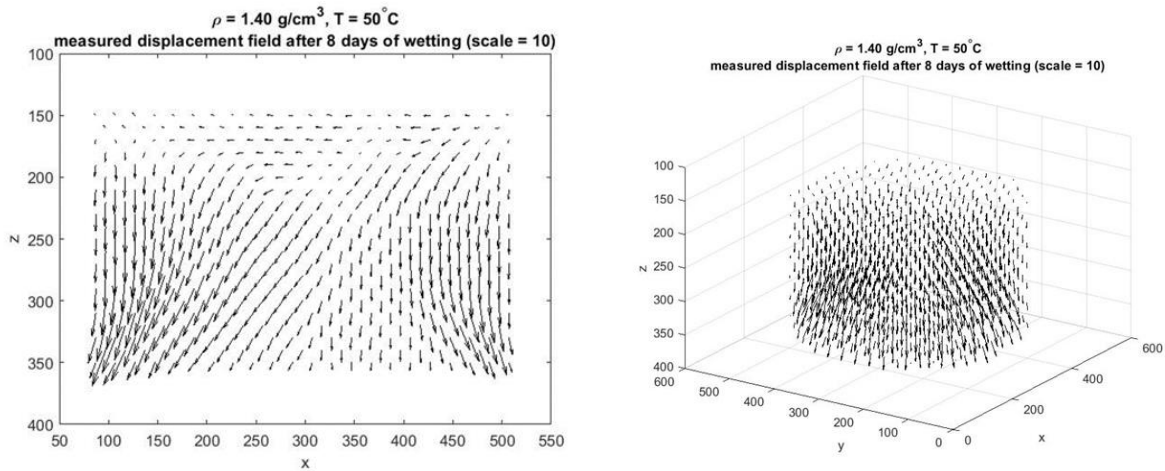 ρ = 1.40 g/cm³, T = 50°C
measured displacement field after 8 days of wetting (scale = 10)
100
150
200
250
300
350
400
z
50 100 150 200 250 300 350 400 450 500 550
x
ρ = 1.40 g/cm³, T = 50°C
measured displacement field after 8 days of wetting (scale = 10)
100
150
200
250
300
350
400
z
600 500 400 300 200 100 0
y
0 200 400 600
x